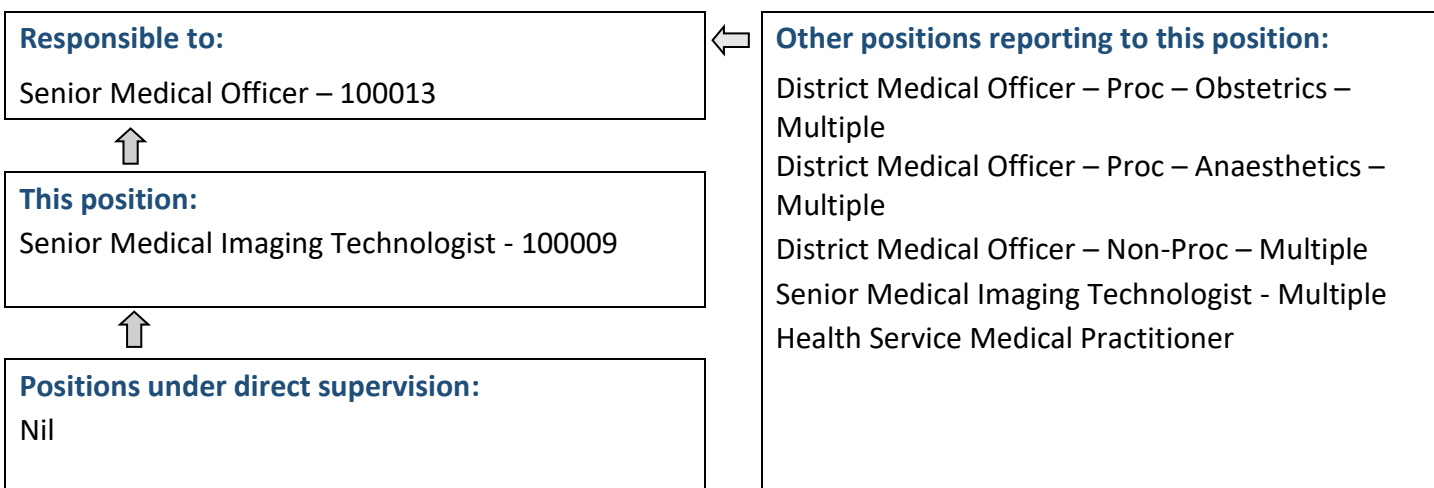 Responsible to:
Senior Medical Officer – 100013
This position:
Senior Medical Imaging Technologist - 100009
Positions under direct supervision:
Nil
Other positions reporting to this position:
District Medical Officer – Proc – Obstetrics –
Multiple
District Medical Officer – Proc – Anaesthetics –
Multiple
District Medical Officer – Non-Proc – Multiple
Senior Medical Imaging Technologist - Multiple
Health Service Medical Practitioner